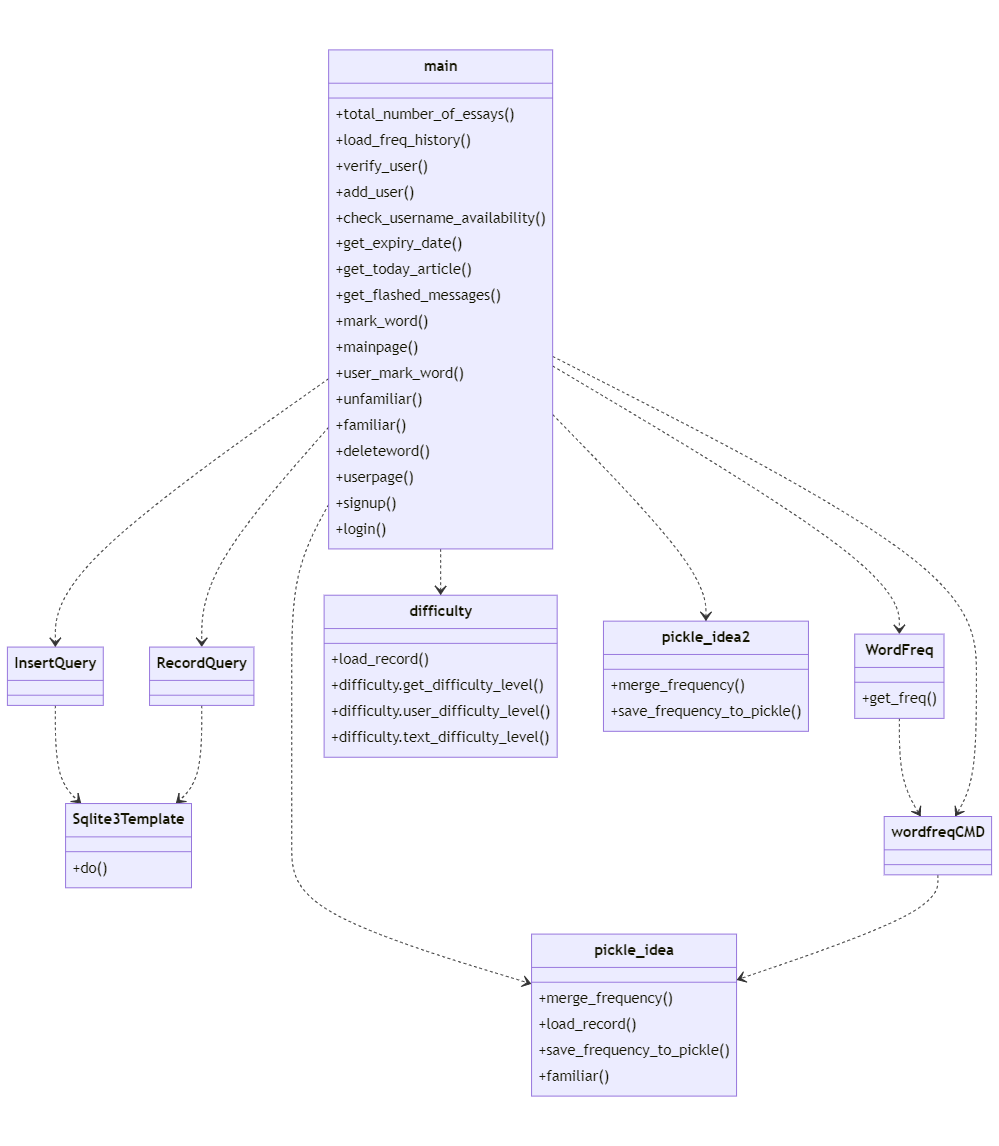 main
+total_number_of_essays()
+load_freq_history()
+verify_user()
+add_user()
+check_username_availability()
+get_expiry_date()
+get_today_article()
+get_flashed_messages()
+mark_word()
+mainpage()
+user_mark_word()
+unfamiliar()
+familiar()
+deleteword()
+userpage()
+signup()
+login()
InsertQuery
RecordQuery
difficulty
+load_record()
+difficulty.get_difficulty_level()
+difficulty.user_difficulty_level()
+difficulty.text_difficulty_level()
pickle_idea2
+merge_frequency()
+save_frequency_to_pickle()
WordFreq
+get_freq()
Sqlite3Template
+do()
wordfreqCMD
pickle_idea
+merge_frequency()
+load_record()
+save_frequency_to_pickle()
+familiar()